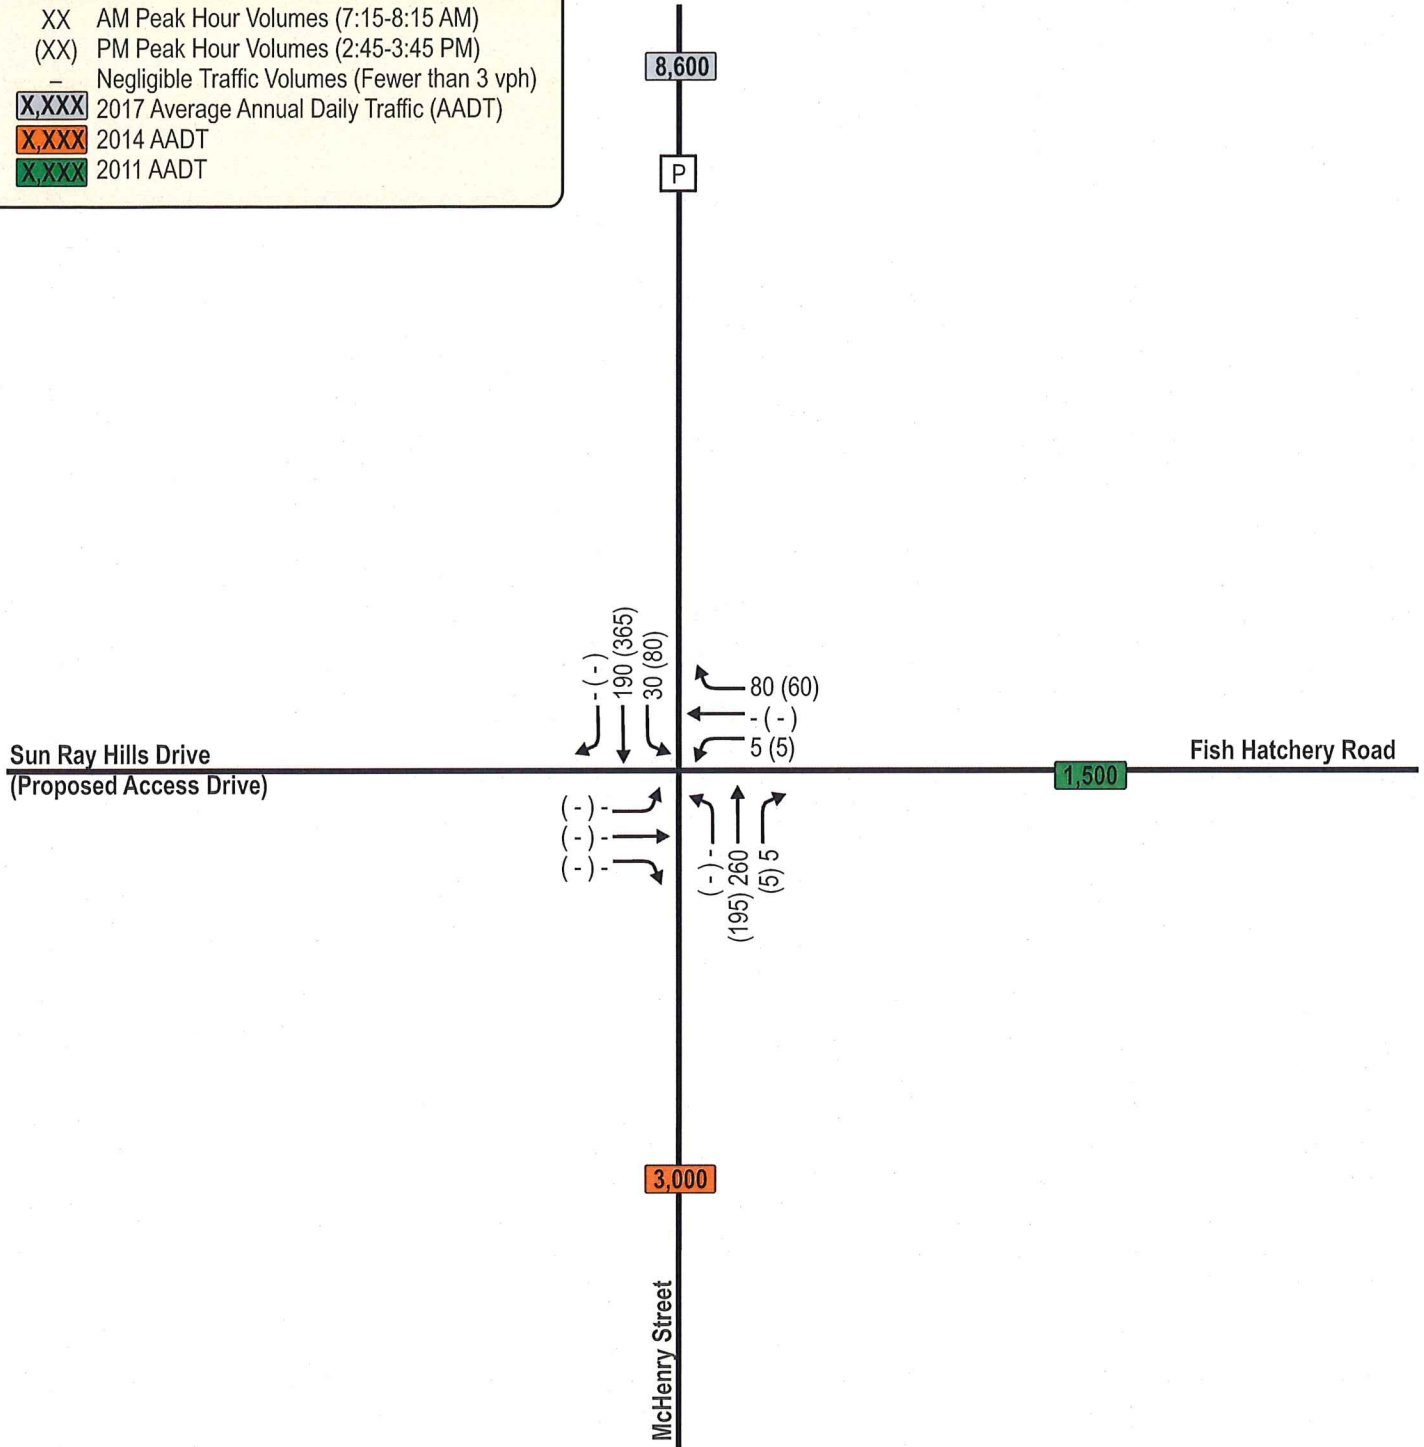 XX AM Peak Hour Volumes (7:15-8:15 AM)
(XX) PM Peak Hour Volumes (2:45-3:45 PM)
– Negligible Traffic Volumes (Fewer than 3 vph)
X,XXX 2017 Average Annual Daily Traffic (AADT)
X,XXX 2014 AADT
X,XXX 2011 AADT
8,600
P
- (-)
190 (365)
30 (80)
80 (60)
- (-)
5 (5)
Sun Ray Hills Drive
(Proposed Access Drive)
Fish Hatchery Road
1,500
(-) -
(-) -
(-) -
(-) -
(195) 260
(5) 5
3,000
McHenry Street